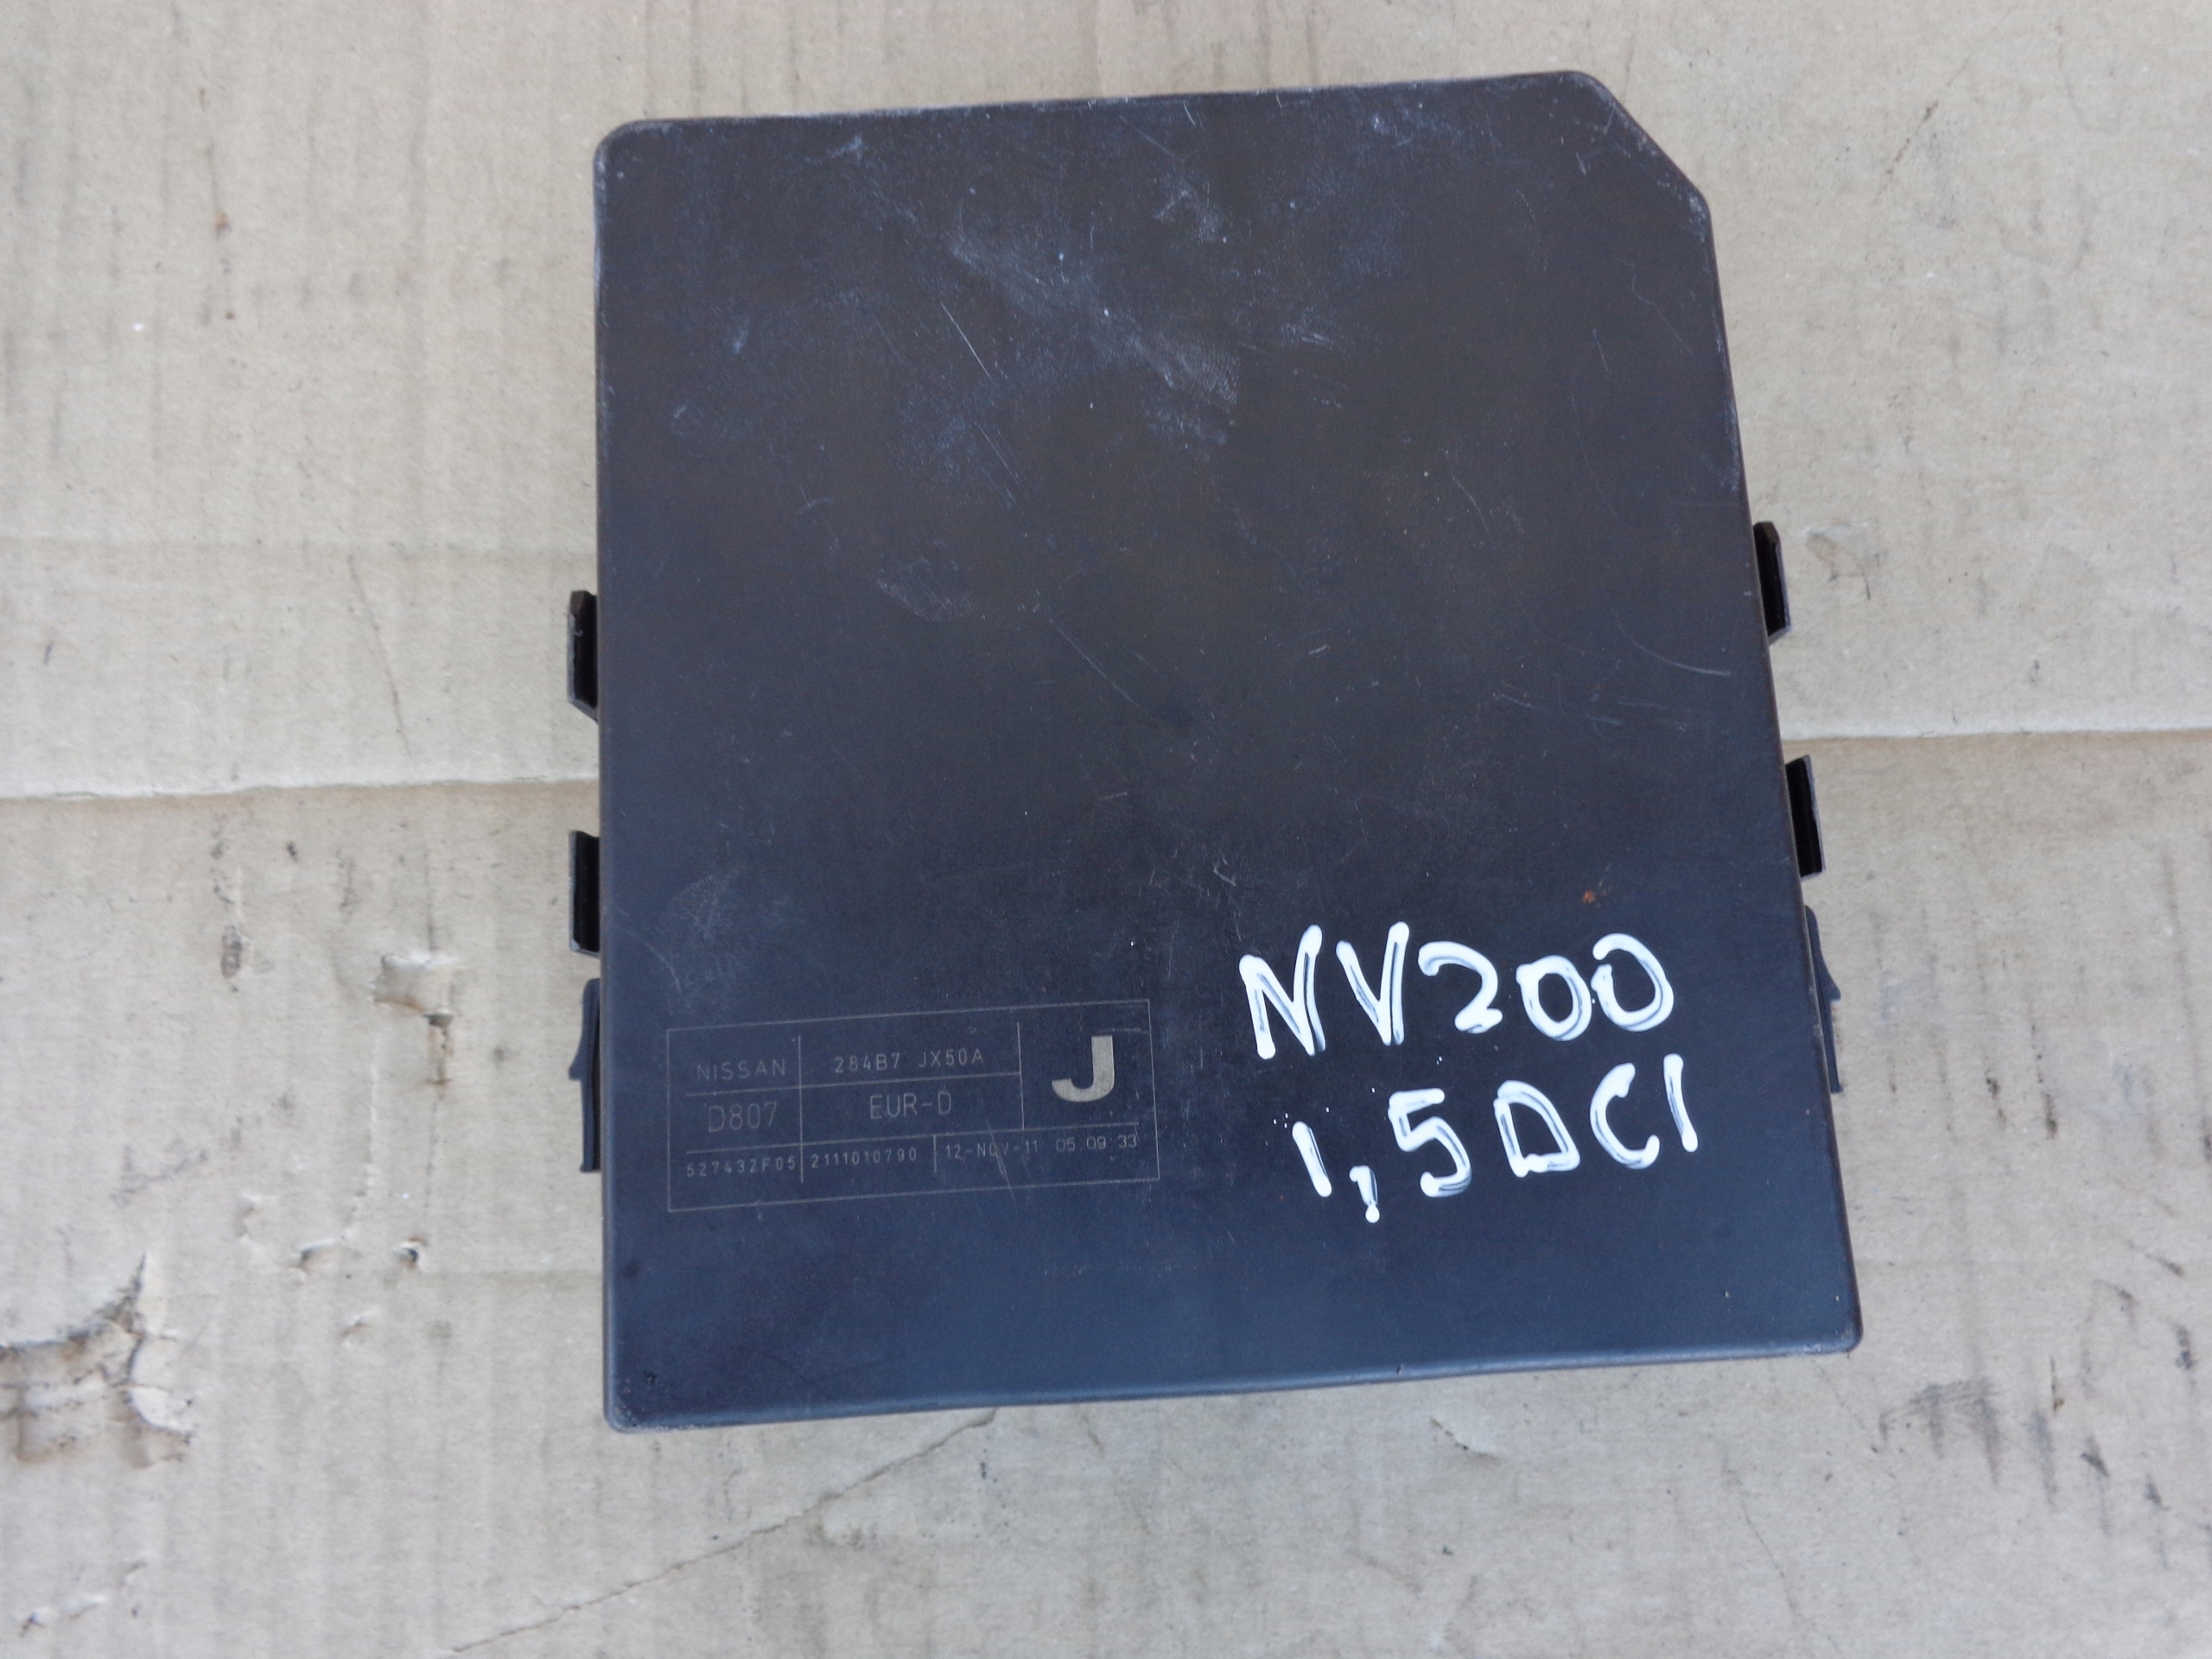 NISSAN 284B7 JX50A J
D807 EUR-D
527432F05 2111010790 12-NOV-11 05:09:33
NV200
1,5DCI